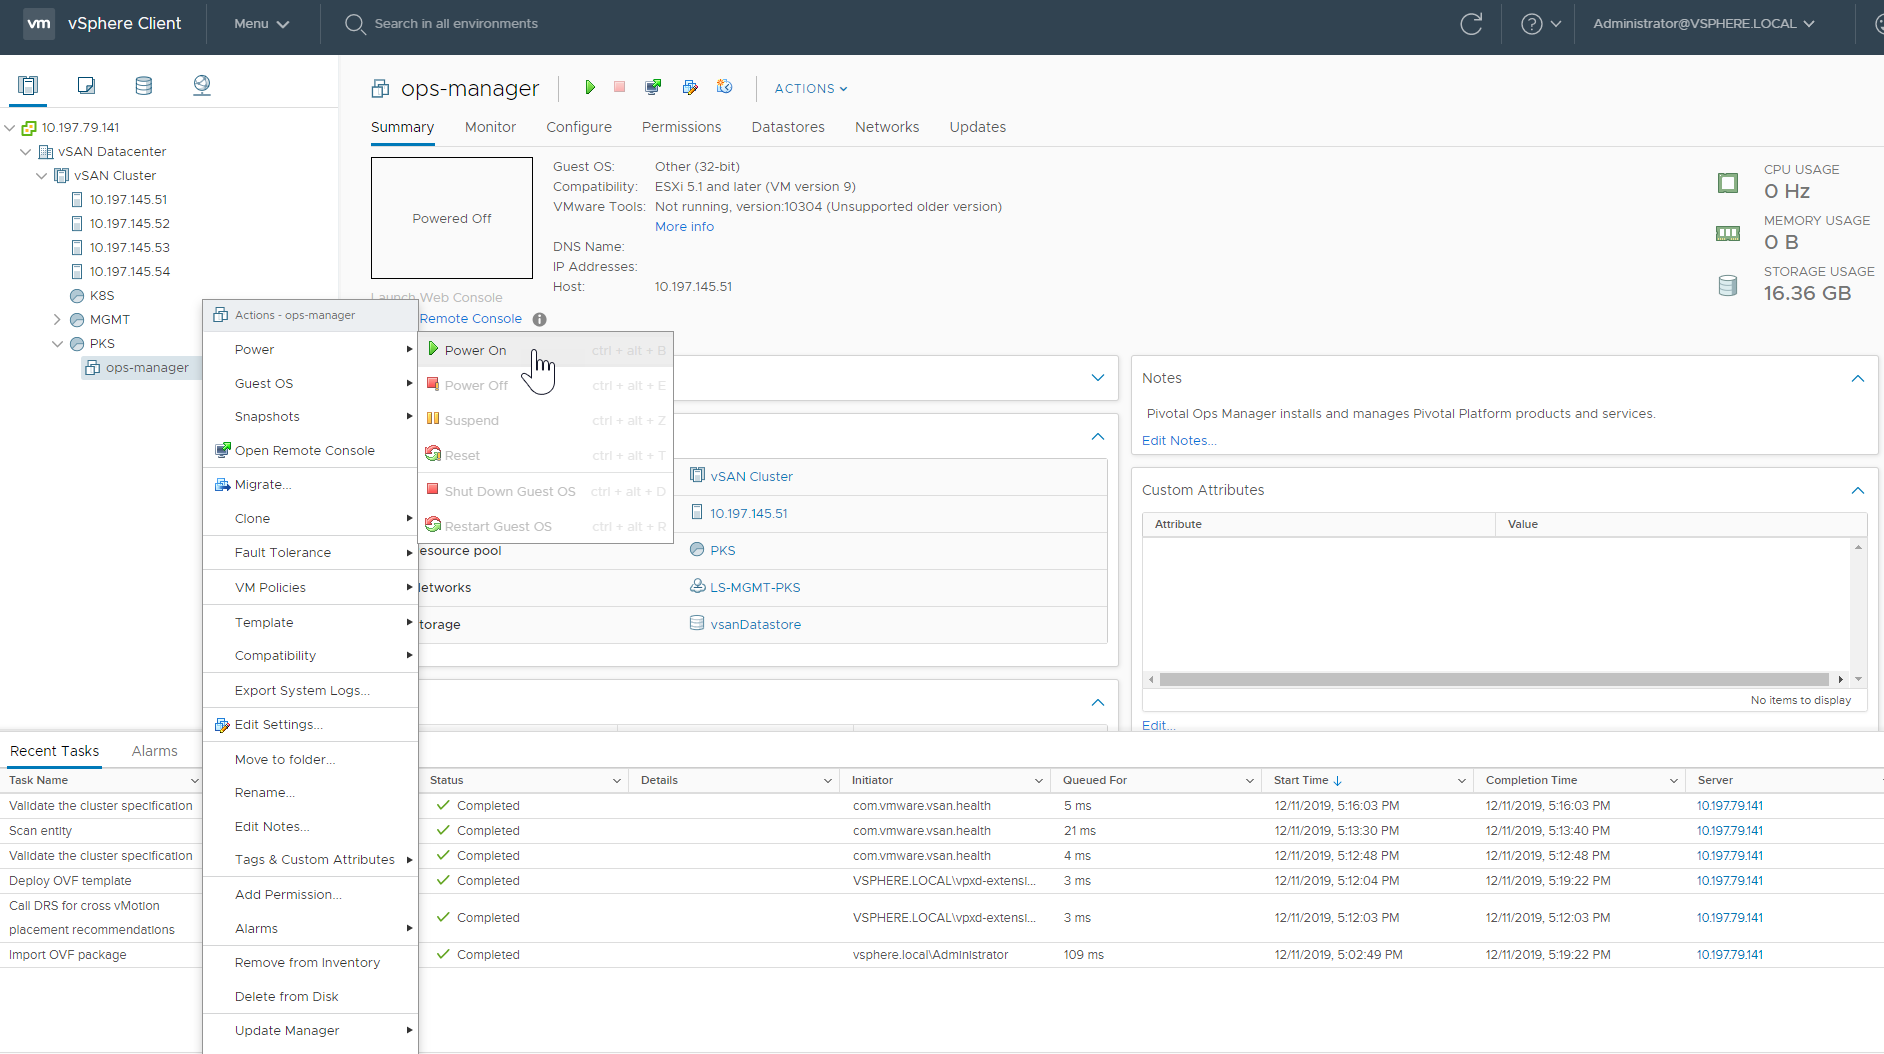 vm vSphere Client Menu Search in all environments Administrator@VSPHERE.LOCAL
ops-manager ACTIONS
Summary Monitor Configure Permissions Datastores Networks Updates
10.197.79.141
vSAN Datacenter
vSAN Cluster
10.197.145.51
10.197.145.52
10.197.145.53
10.197.145.54
K8S
MGMT
PKS
ops-manager
Powered Off
Launch Web Console
Remote Console
Guest OS: Other (32-bit)
Compatibility: ESXi 5.1 and later (VM version 9)
VMware Tools: Not running, version:10304 (Unsupported older version)
More info
DNS Name:
IP Addresses:
Host: 10.197.145.51
CPU USAGE
0 Hz
MEMORY USAGE
0 B
STORAGE USAGE
16.36 GB
Actions - ops-manager
Power
Guest OS
Snapshots
Open Remote Console
Migrate...
Clone
Fault Tolerance
VM Policies
Template
Compatibility
Export System Logs...
Edit Settings...
Move to folder...
Rename...
Edit Notes...
Tags & Custom Attributes
Add Permission...
Alarms
Remove from Inventory
Delete from Disk
Update Manager
Power On ctrl + alt + B
Power Off ctrl + alt + E
Suspend ctrl + alt + Z
Reset ctrl + alt + T
Shut Down Guest OS ctrl + alt + D
Restart Guest OS ctrl + alt + R
vSAN Cluster
10.197.145.51
esource pool PKS
etworks LS-MGMT-PKS
torage vsanDatastore
Notes
Pivotal Ops Manager installs and manages Pivotal Platform products and services.
Edit Notes...
Custom Attributes
Attribute Value
No items to display
Edit...
Recent Tasks Alarms
Task Name Status Details Initiator Queued For Start Time Completion Time Server
Validate the cluster specification Completed com.vmware.vsan.health 5 ms 12/11/2019, 5:16:03 PM 12/11/2019, 5:16:03 PM 10.197.79.141
Scan entity Completed com.vmware.vsan.health 21 ms 12/11/2019, 5:13:30 PM 12/11/2019, 5:13:40 PM 10.197.79.141
Validate the cluster specification Completed com.vmware.vsan.health 4 ms 12/11/2019, 5:12:48 PM 12/11/2019, 5:12:48 PM 10.197.79.141
Deploy OVF template Completed VSPHERE.LOCAL\vpxd-extensi... 3 ms 12/11/2019, 5:12:04 PM 12/11/2019, 5:19:22 PM 10.197.79.141
Call DRS for cross vMotion
placement recommendations Completed VSPHERE.LOCAL\vpxd-extensi... 3 ms 12/11/2019, 5:12:03 PM 12/11/2019, 5:12:03 PM 10.197.79.141
Import OVF package Completed vsphere.local\Administrator 109 ms 12/11/2019, 5:02:49 PM 12/11/2019, 5:19:22 PM 10.197.79.141